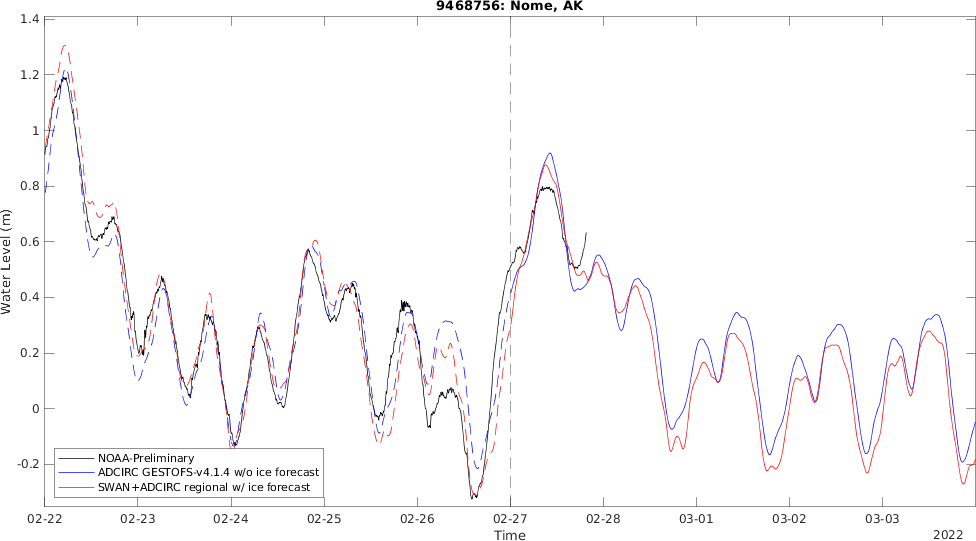 9468756: Nome, AK
1.4
1.2
1
0.8
0.6
0.4
0.2
0
-0.2
Water Level (m)
NOAA-Preliminary
ADCIRC GESTOFS-v4.1.4 w/o ice forecast
SWAN+ADCIRC regional w/ ice forecast
02-22 02-23 02-24 02-25 02-26 02-27 02-28 03-01 03-02 03-03
Time
2022